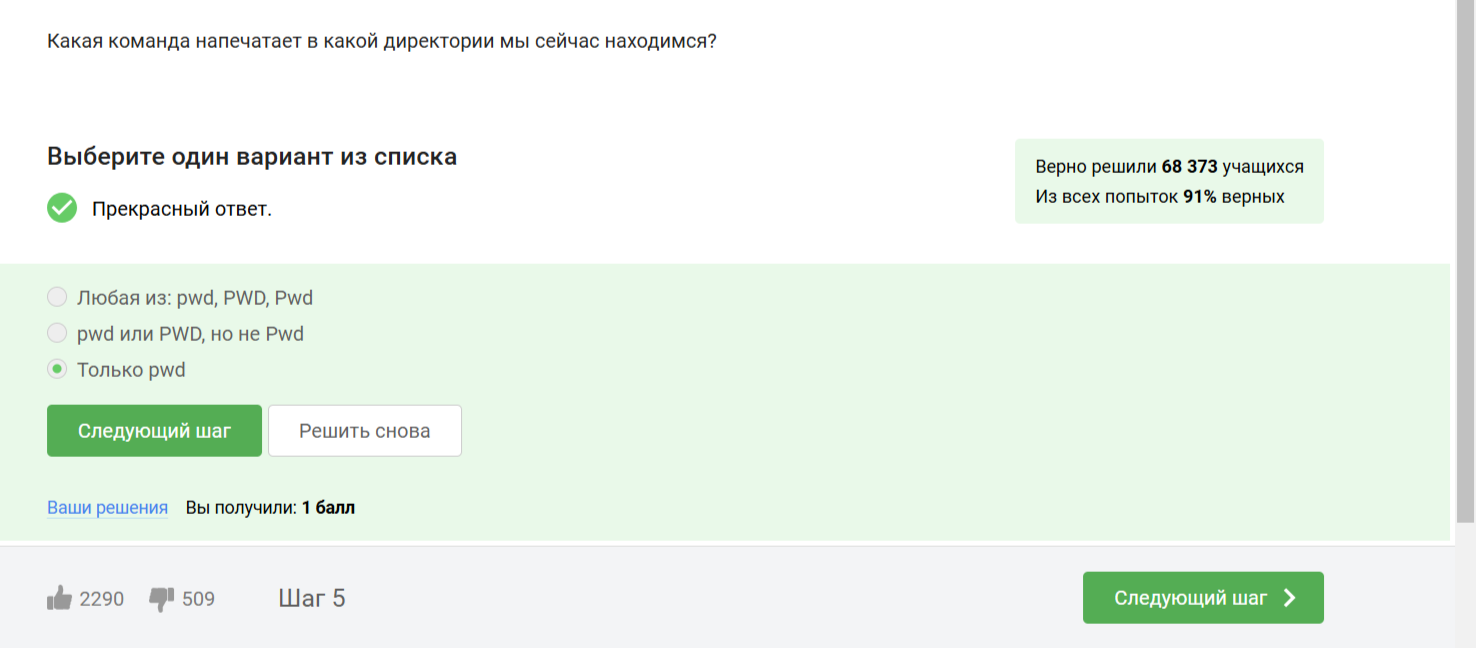 Какая команда напечатает в какой директории мы сейчас находимся?
Выберите один вариант из списка
Прекрасный ответ.
Верно решили 68 373 учащихся
Из всех попыток 91% верных
Любая из: pwd, PWD, Pwd
pwd или PWD, но не Pwd
Только pwd
Следующий шаг
Решить снова
Ваши решения Вы получили: 1 балл
2290 509 Шаг 5
Следующий шаг